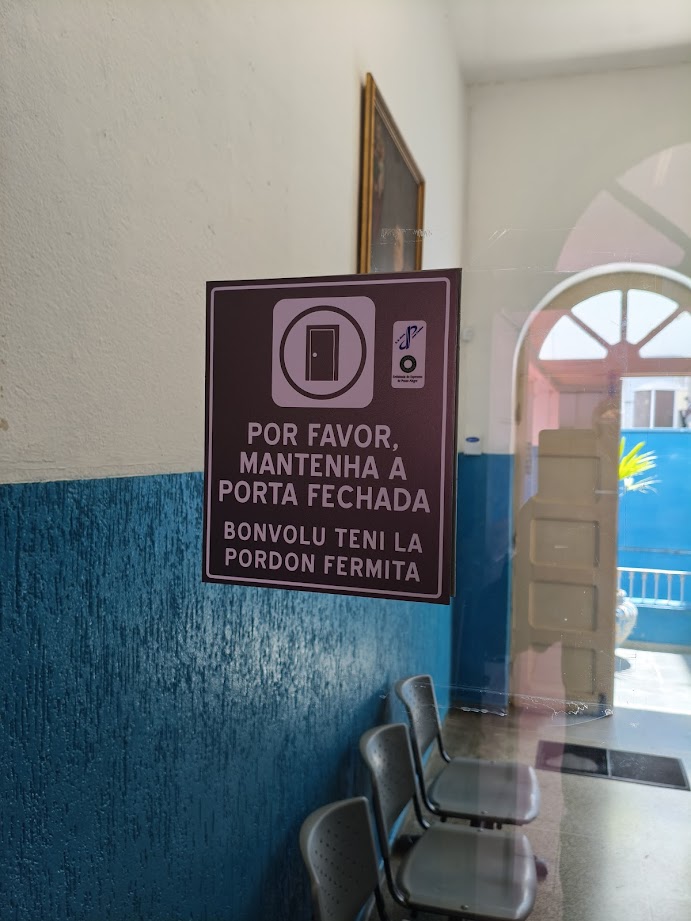 POR FAVOR,
MANTENHA A
PORTA FECHADA
BONVOLU TENI LA
PORDON FERMITA